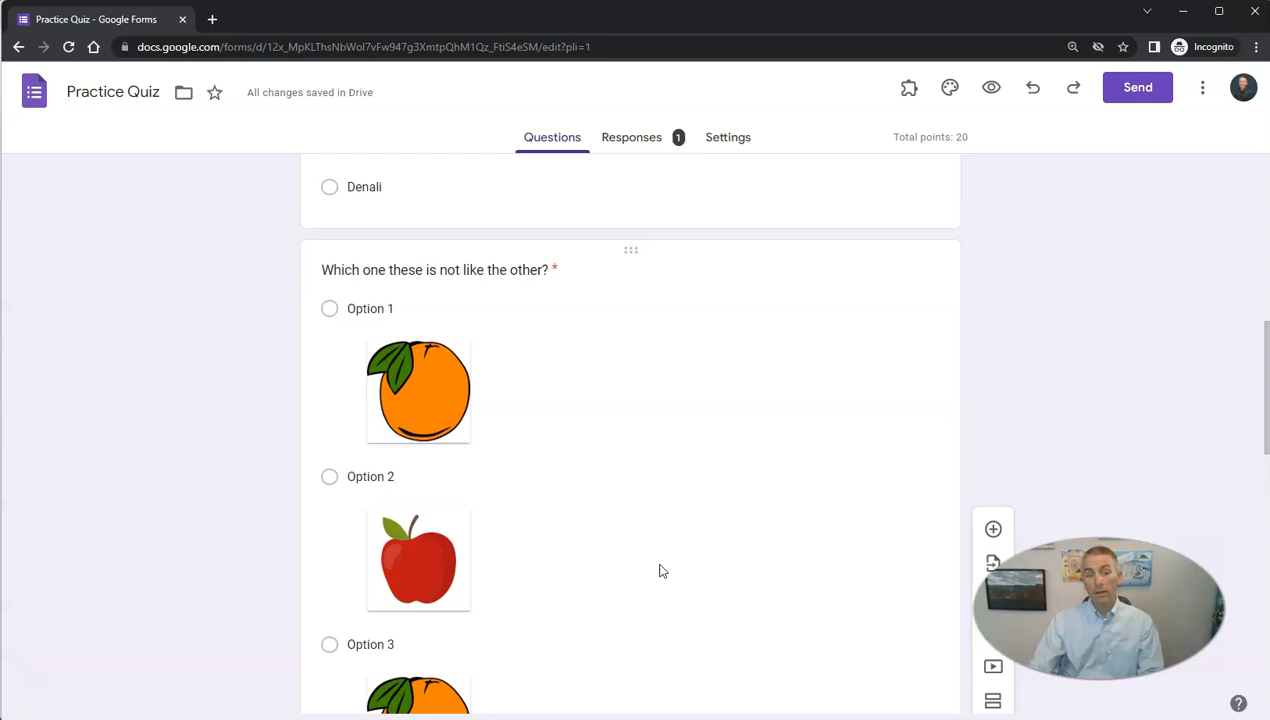 Practice Quiz - Google Forms
docs.google.com/forms/d/12x_MpKLThsNbWol7vFw947g3XmtpQhM1Qz_FtiS4eSM/edit?pli=1
Incognito
Practice Quiz
All changes saved in Drive
Send
Questions
Responses 1
Settings
Total points: 20
Denali
Which one these is not like the other? *
Option 1
Option 2
Option 3